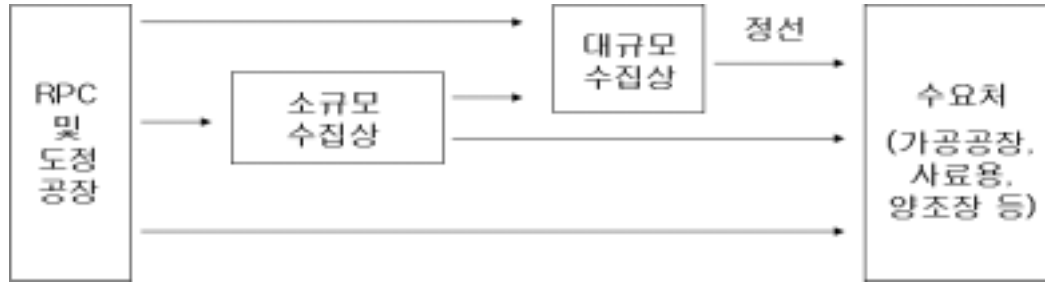 RPC
및
도정
공장
소규모
수집상
대규모
수집상
정선
수요처
(가공공장,
사료용,
양조장 등)